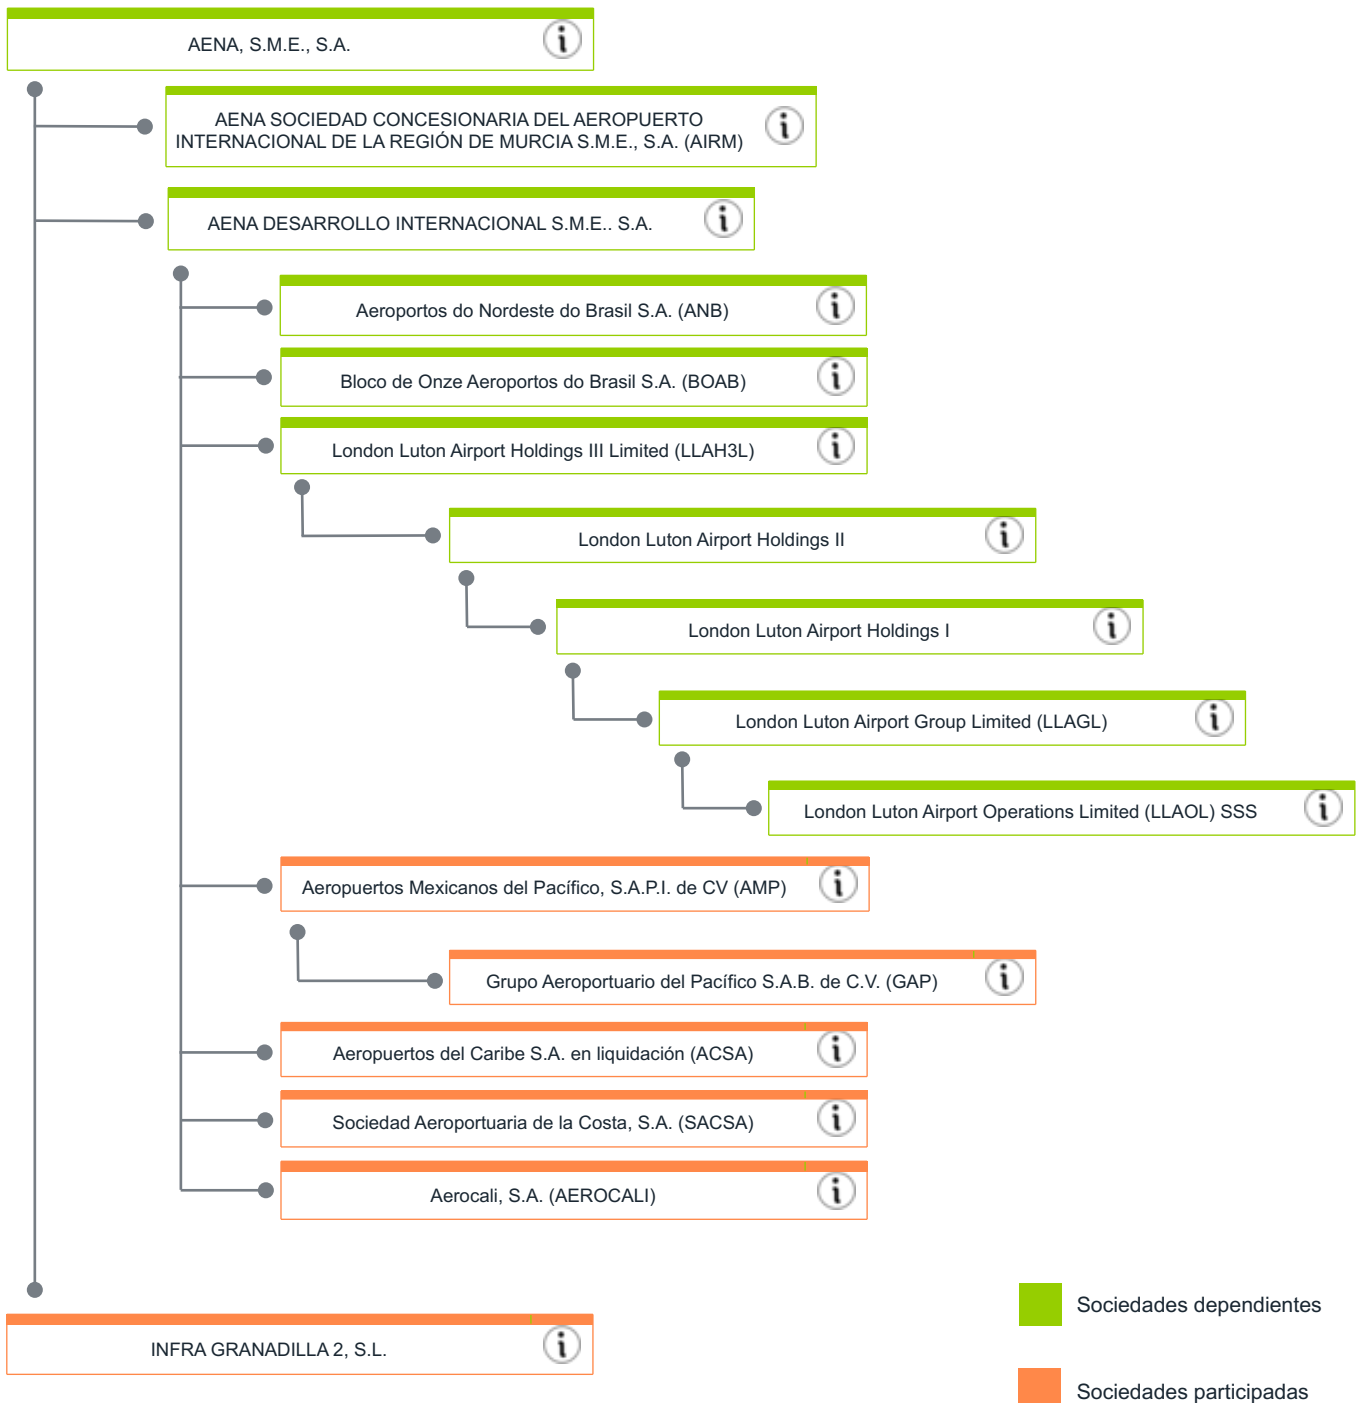 AENA, S.M.E., S.A.
AENA SOCIEDAD CONCESIONARIA DEL AEROPUERTO
INTERNACIONAL DE LA REGIÓN DE MURCIA S.M.E., S.A. (AIRM)
AENA DESARROLLO INTERNACIONAL S.M.E.. S.A.
Aeroportos do Nordeste do Brasil S.A. (ANB)
Bloco de Onze Aeroportos do Brasil S.A. (BOAB)
London Luton Airport Holdings III Limited (LLAH3L)
London Luton Airport Holdings II
London Luton Airport Holdings I
London Luton Airport Group Limited (LLAGL)
London Luton Airport Operations Limited (LLAOL) SSS
Aeropuertos Mexicanos del Pacífico, S.A.P.I. de CV (AMP)
Grupo Aeroportuario del Pacífico S.A.B. de C.V. (GAP)
Aeropuertos del Caribe S.A. en liquidación (ACSA)
Sociedad Aeroportuaria de la Costa, S.A. (SACSA)
Aerocali, S.A. (AEROCALI)
INFRA GRANADILLA 2, S.L.
Sociedades dependientes
Sociedades participadas